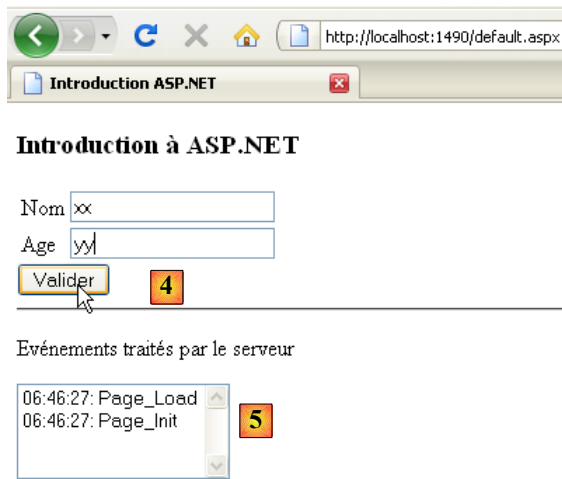 http://localhost:1490/default.aspx
Introduction ASP.NET
Introduction à ASP.NET
Nom xx
Age yy
Valider 4
Evénements traités par le serveur
06:46:27: Page_Load
06:46:27: Page_Init
5